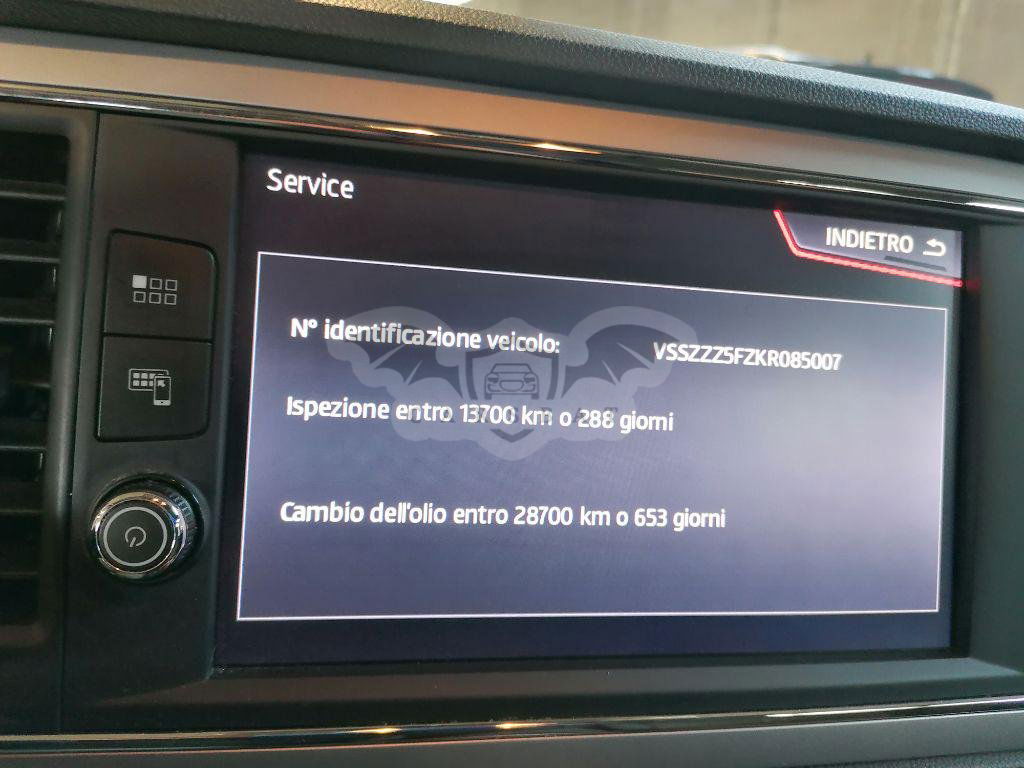 Service
INDIETRO
N° identificazione veicolo: VSSZZZ5FZKR085007
Ispezione entro 13700 km o 288 giorni
Cambio dell'olio entro 28700 km o 653 giorni